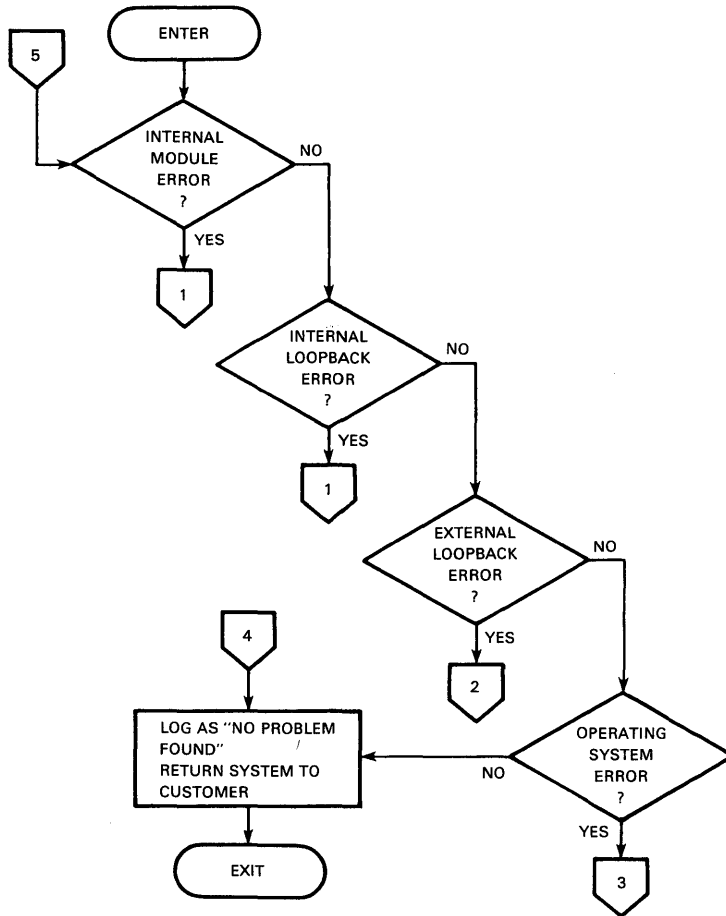 ENTER
5
INTERNAL
MODULE
ERROR
?
NO
YES
1
INTERNAL
LOOPBACK
ERROR
?
NO
YES
1
EXTERNAL
LOOPBACK
ERROR
?
NO
YES
2
4
OPERATING
SYSTEM
ERROR
?
NO
YES
3
LOG AS "NO PROBLEM
FOUND"
RETURN SYSTEM TO
CUSTOMER
EXIT